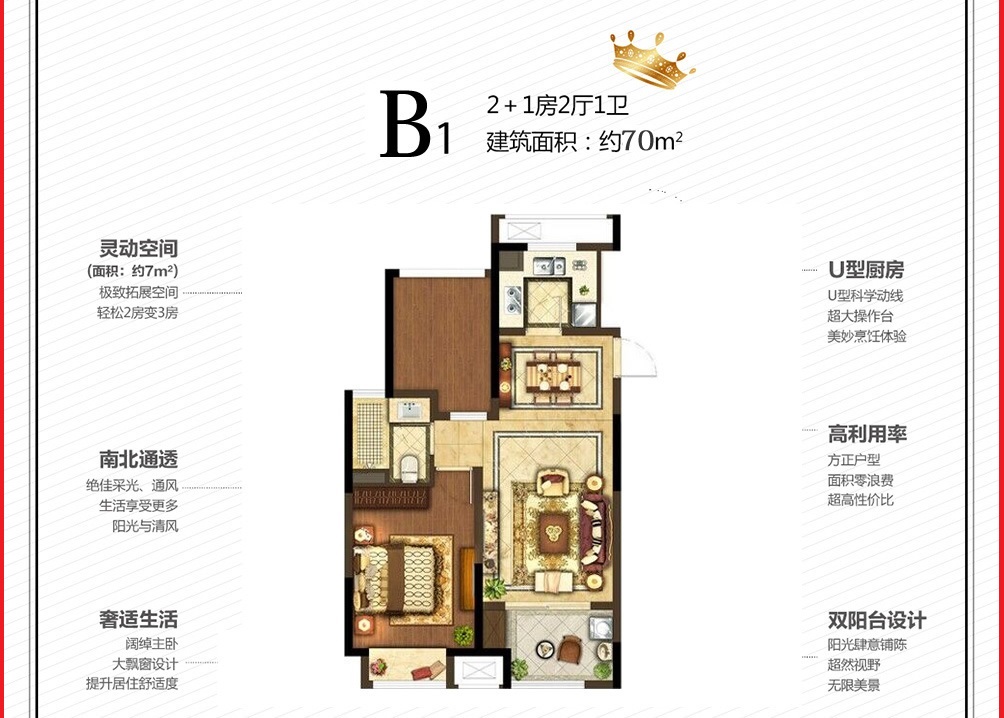 B1
2+1房2厅1卫
建筑面积：约70m²
灵动空间
(面积：约7m²)
极致拓展空间
轻松2房变3房
南北通透
绝佳采光、通风
生活享受更多
阳光与清风
奢适生活
阔绰主卧
大飘窗设计
提升居住舒适度
U型厨房
U型科学动线
超大操作台
美妙烹饪体验
高利用率
方正户型
面积零浪费
超高性价比
双阳台设计
阳光肆意铺陈
超然视野
无限美景